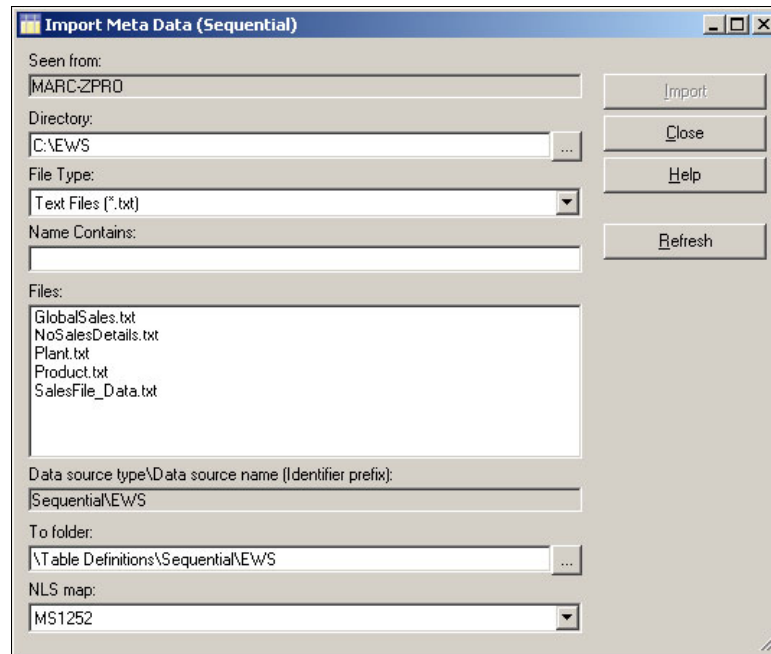 Import Meta Data (Sequential)
Seen from:
MARC-ZPRO
Import
Directory:
C:\EWS
...
Close
File Type:
Text Files (*.txt)
Help
Name Contains:
Refresh
Files:
GlobalSales.txt
NoSalesDetails.txt
Plant.txt
Product.txt
SalesFile_Data.txt
Data source type\Data source name (Identifier prefix):
Sequential\EWS
To folder:
\Table Definitions\Sequential\EWS
...
NLS map:
MS1252